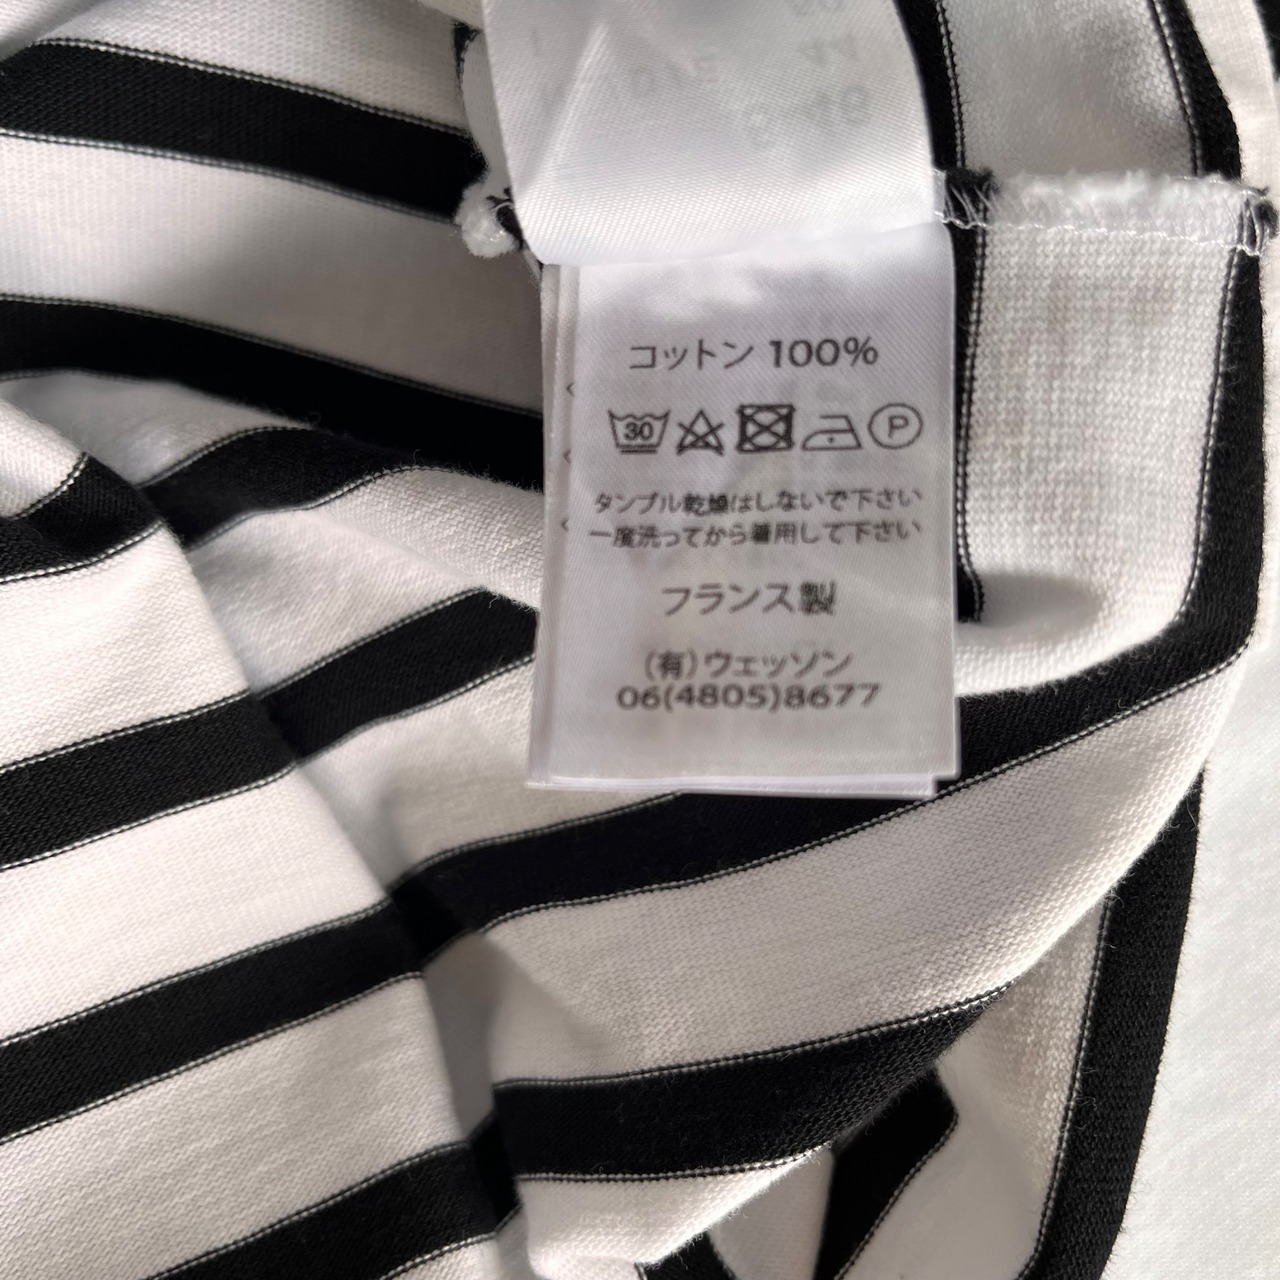 コットン 100%
30 P
タンブル乾燥はしないで下さい
一度洗ってから着用して下さい
フランス製
(有)ウェッソン
06(4805)8677